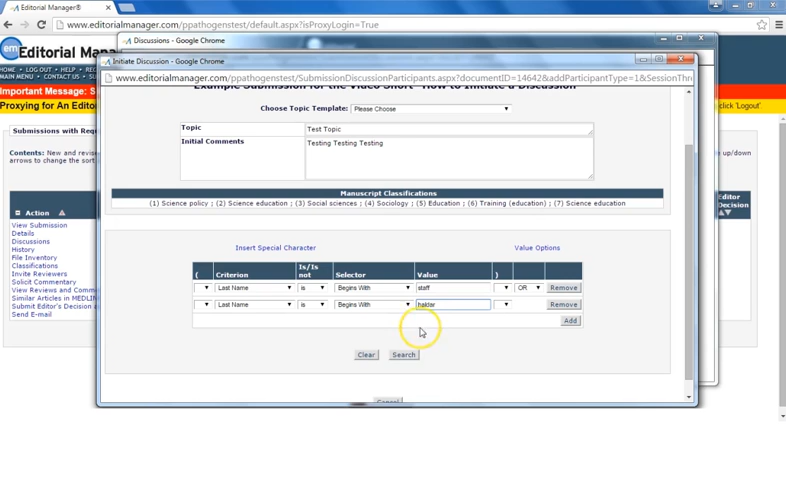 Editorial Manager®
www.editorialmanager.com/ppathogenstest/default.aspx?isProxyLogin=True
Discussions - Google Chrome
em Editorial Mana
Initiate Discussion - Google Chrome
HOME • LOG OUT • HELP •
MAIN MENU • CONTACT US •
www.editorialmanager.com/ppathogenstest/SubmissionDiscussionParticipants.aspx?documentID=14642&addParticipantType=1&SessionThr
Important Message:
Example Submission for the Video Short "How to Initiate a Discussion"
Proxying for An Editor
click 'Logout'.
Choose Topic Template: Please Choose
Submissions with Requ
Topic Test Topic
Initial Comments Testing Testing Testing
Contents: New and revise
arrows to change the sort
up/down
Manuscript Classifications
(1) Science policy ; (2) Science education ; (3) Social sciences ; (4) Sociology ; (5) Education ; (6) Training (education) ; (7) Science education
Action
Editor
Decision
View Submission
Details
Discussions
History
File Inventory
Classifications
Invite Reviewers
Solicit Commentary
View Reviews and Comme
Similar Articles in MEDLIN
Submit Editor's Decision a
Send E-mail
Insert Special Character Value Options
( Criterion Is/Is not Selector Value )
Last Name is Begins With staff OR Remove
Last Name is Begins With haldar Remove
Add
Clear Search
Cancel